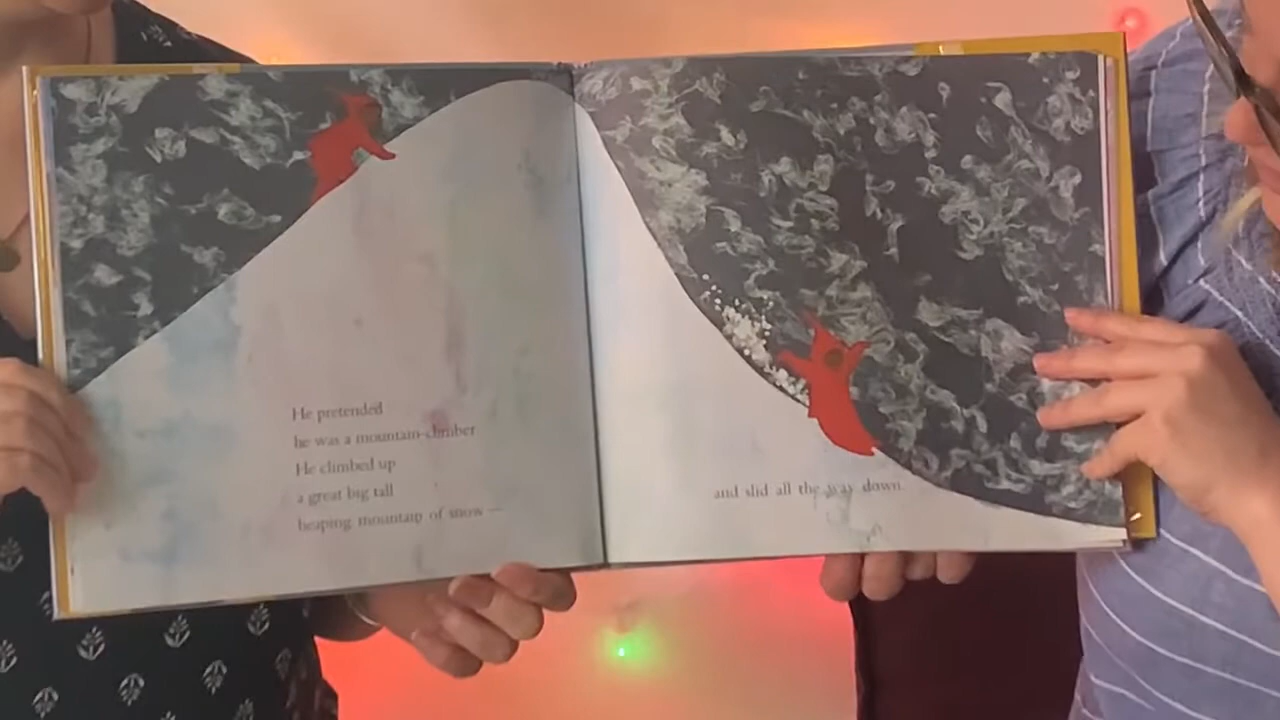 He pretended
he was a mountain-climber
He climbed up
a great big tall
heaping mountain of snow —
and slid all the way down.